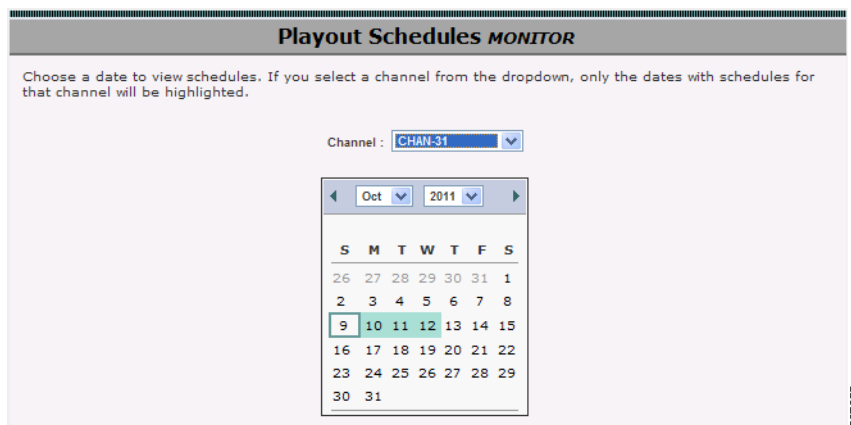 Playout Schedules MONITOR
Choose a date to view schedules. If you select a channel from the dropdown, only the dates with schedules for
that channel will be highlighted.
Channel : CHAN-31
Oct 2011
S M T W T F S
26 27 28 29 30 31 1
2 3 4 5 6 7 8
9 10 11 12 13 14 15
16 17 18 19 20 21 22
23 24 25 26 27 28 29
30 31